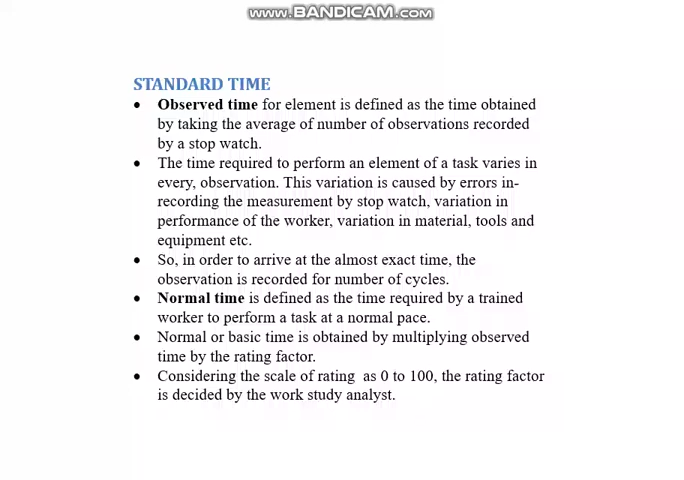 www.BANDICAM.com
STANDARD TIME
• Observed time for element is defined as the time obtained
by taking the average of number of observations recorded
by a stop watch.
• The time required to perform an element of a task varies in
every, observation. This variation is caused by errors in-
recording the measurement by stop watch, variation in
performance of the worker, variation in material, tools and
equipment etc.
• So, in order to arrive at the almost exact time, the
observation is recorded for number of cycles.
• Normal time is defined as the time required by a trained
worker to perform a task at a normal pace.
• Normal or basic time is obtained by multiplying observed
time by the rating factor.
• Considering the scale of rating  as 0 to 100, the rating factor
is decided by the work study analyst.